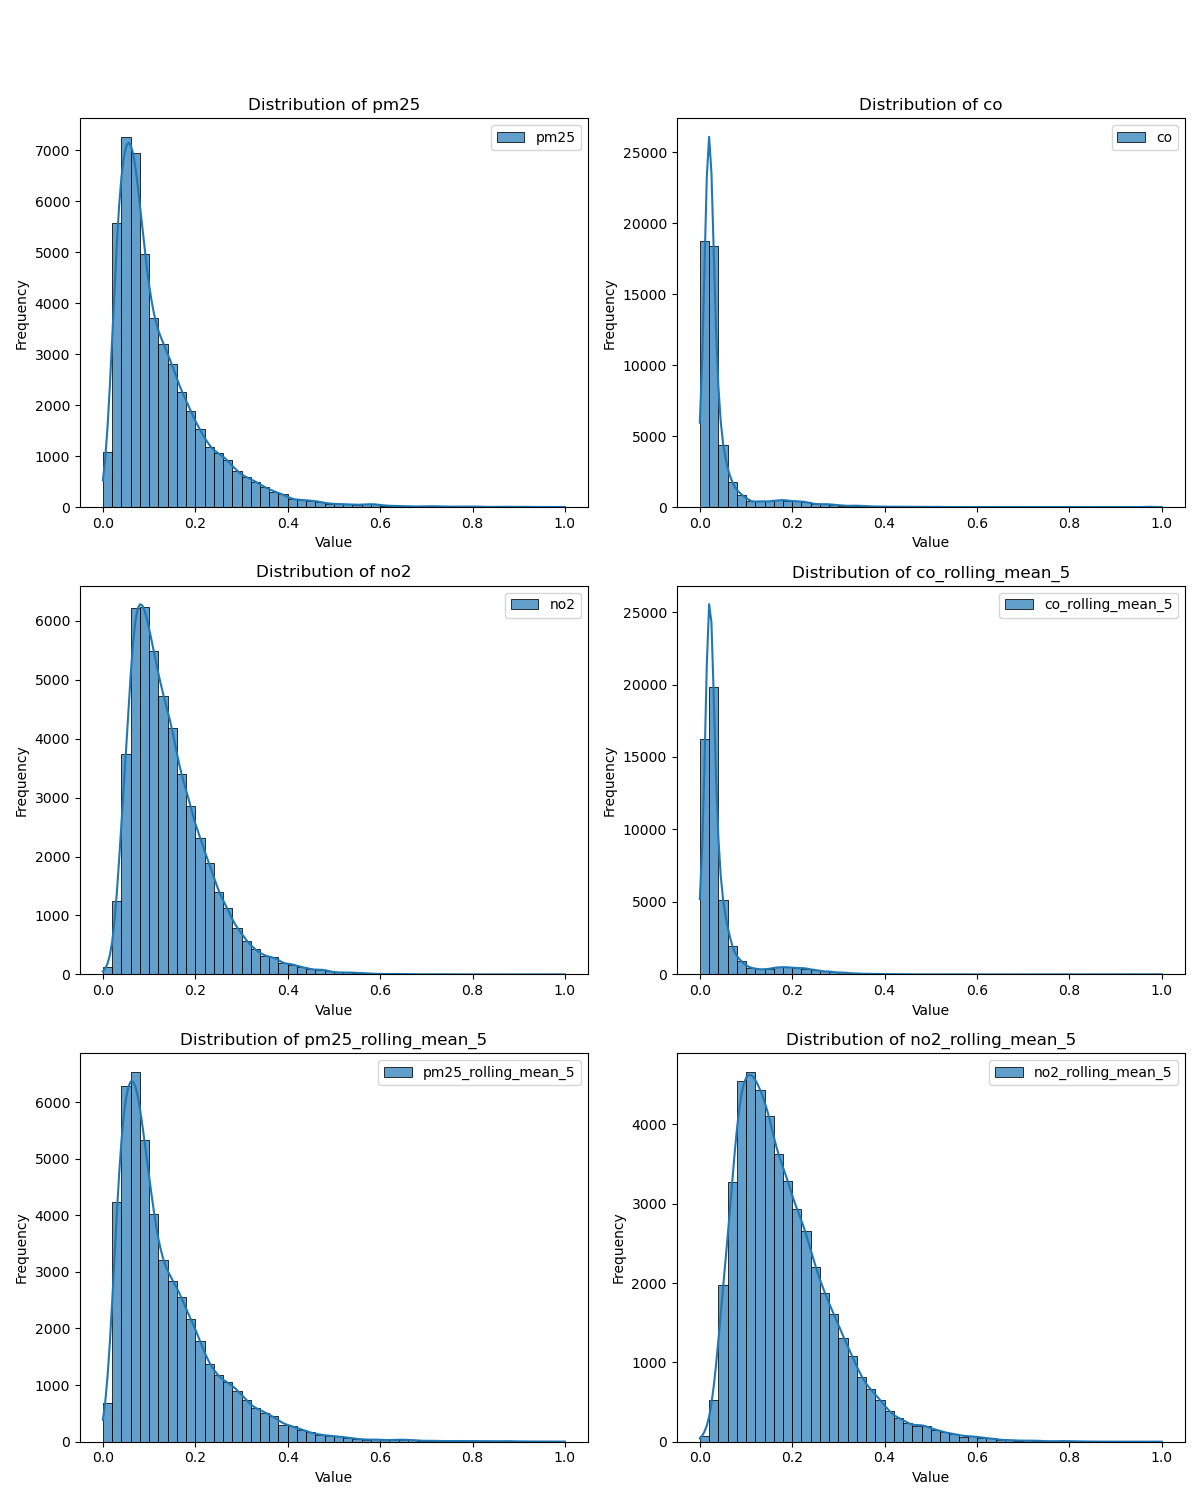 Distribution of pm25
pm25
7000
6000
5000
4000
3000
2000
1000
0
Frequency
0.0 0.2 0.4 0.6 0.8 1.0
Value
Distribution of co
co
25000
20000
15000
10000
5000
0
Frequency
0.0 0.2 0.4 0.6 0.8 1.0
Value
Distribution of no2
no2
6000
5000
4000
3000
2000
1000
0
Frequency
0.0 0.2 0.4 0.6 0.8 1.0
Value
Distribution of co_rolling_mean_5
co_rolling_mean_5
25000
20000
15000
10000
5000
0
Frequency
0.0 0.2 0.4 0.6 0.8 1.0
Value
Distribution of pm25_rolling_mean_5
pm25_rolling_mean_5
6000
5000
4000
3000
2000
1000
0
Frequency
0.0 0.2 0.4 0.6 0.8 1.0
Value
Distribution of no2_rolling_mean_5
no2_rolling_mean_5
4000
3000
2000
1000
0
Frequency
0.0 0.2 0.4 0.6 0.8 1.0
Value